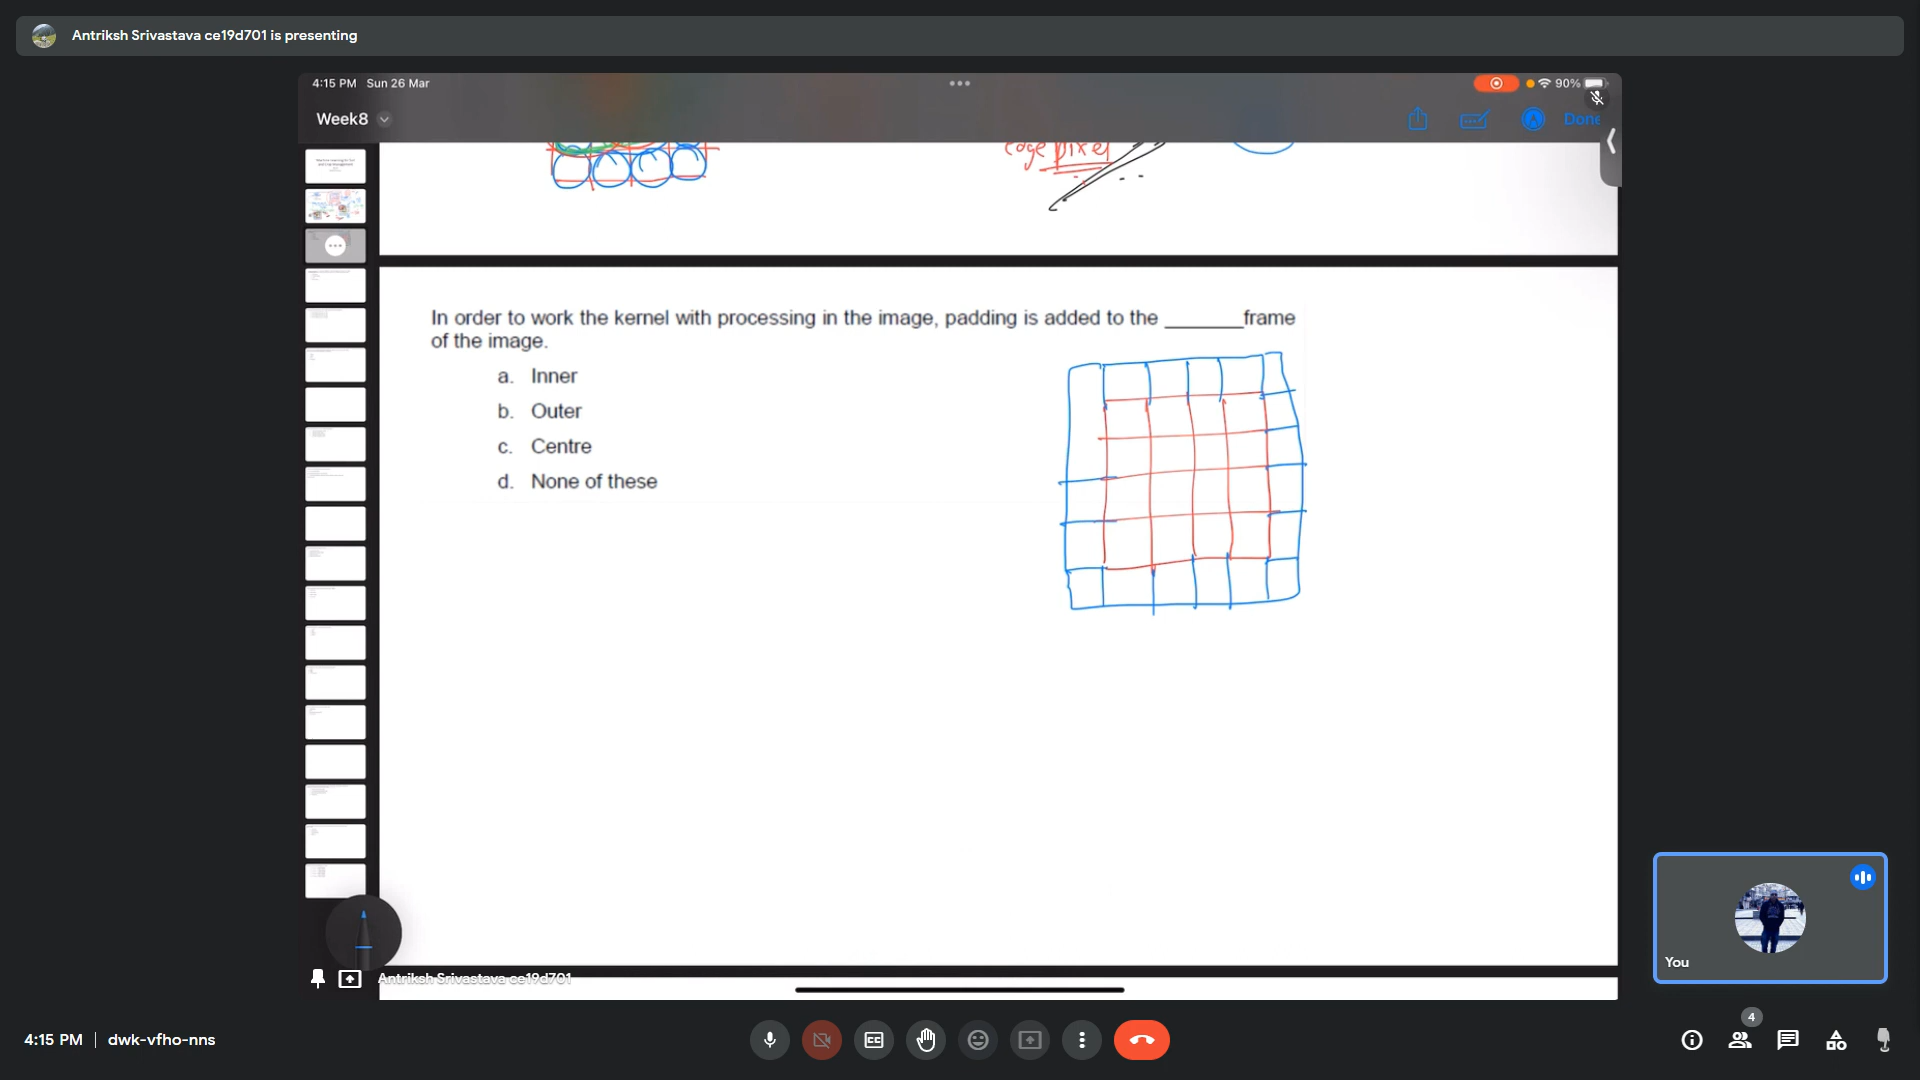 Antriksh Srivastava ce19d701 is presenting
4:15 PM Sun 26 Mar
90%
Week8
Done
edge pixel
In order to work the kernel with processing in the image, padding is added to the _______frame
of the image.
a. Inner
b. Outer
c. Centre
d. None of these
You
Antriksh Srivastava ce19d701
4:15 PM | dwk-vfho-nns
CC
4